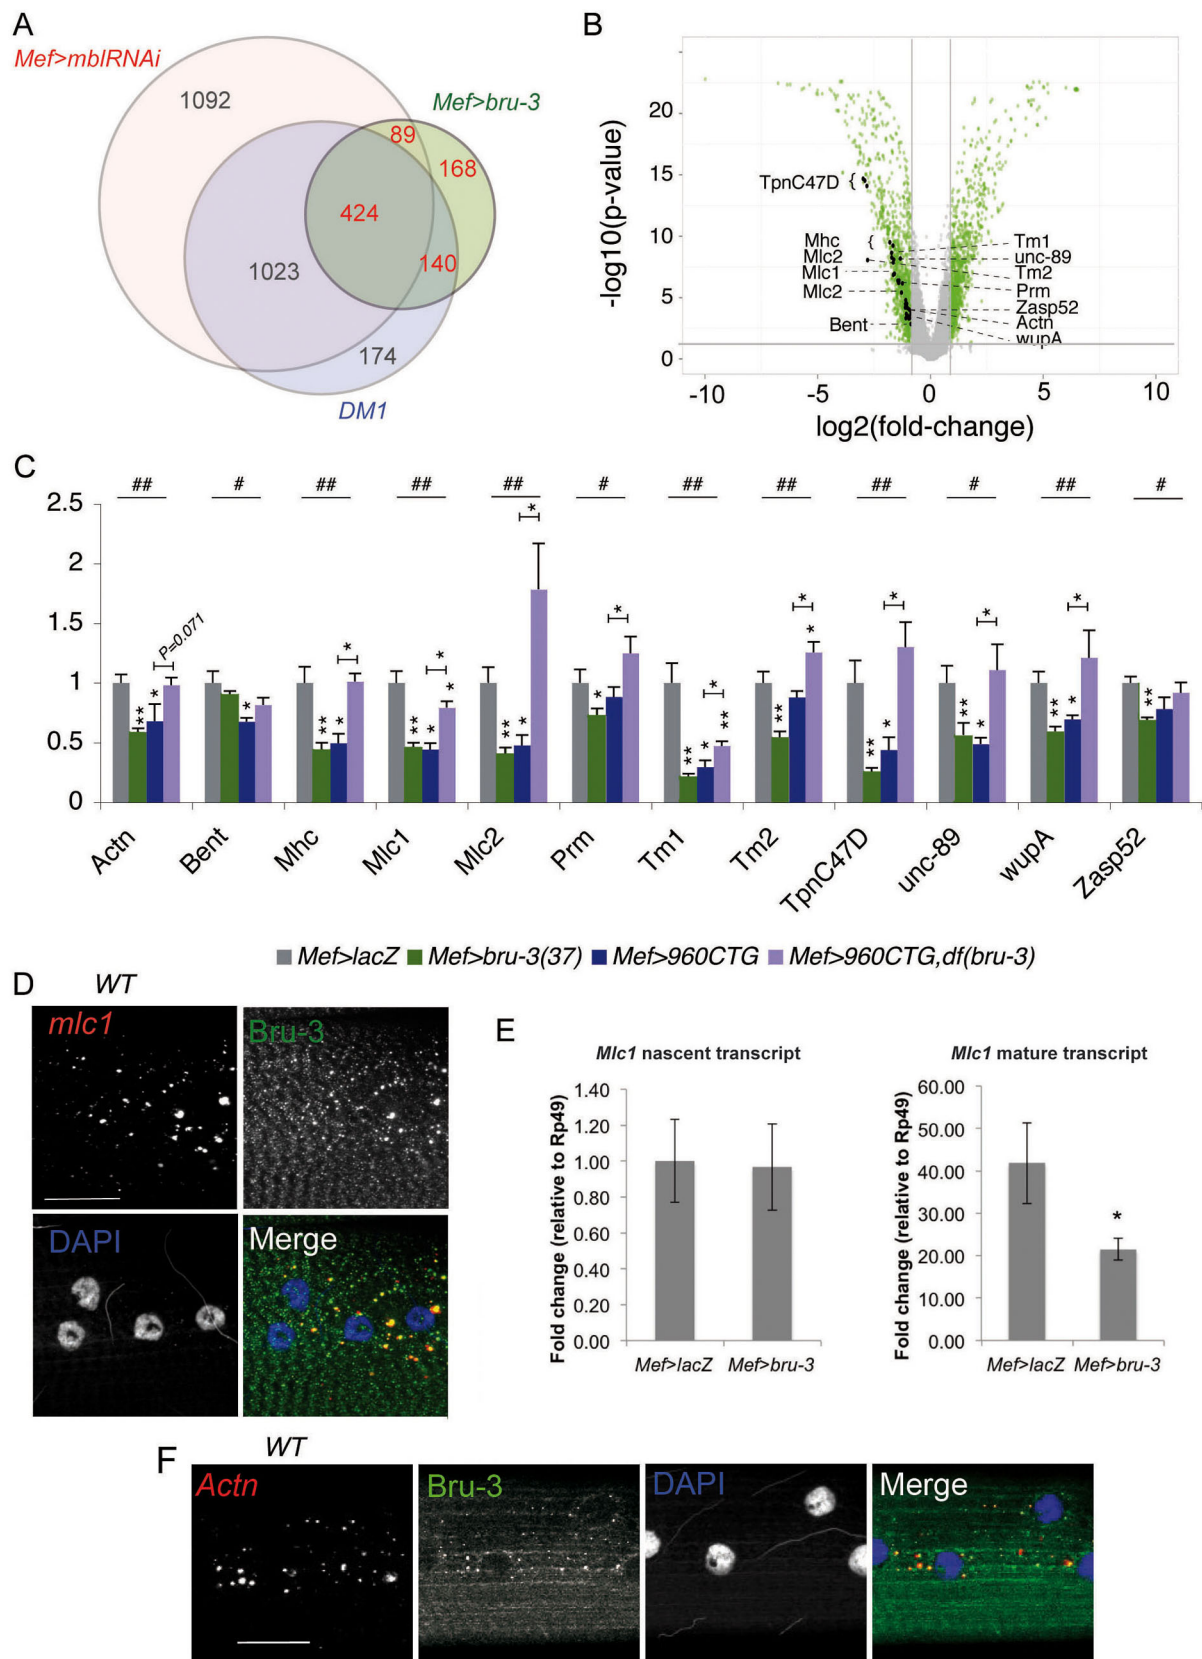 A
Mef>mblRNAi
1092
Mef>bru-3
89
168
424
1023
140
174
DM1
B
-log10(p-value)
20
15
10
5
0
TpnC47D {
Mhc {
Mlc2
Mlc1
Mlc2
Bent
Tm1
unc-89
Tm2
Prm
Zasp52
Actn
wupA
-10 -5 0 5 10
log2(fold-change)
C
## # ## ## ## # ## ## ## # ## #
2.5
2
1.5
1
0.5
0
** * P=0.071
*
** * *
** * * *
** * *
* *
** * * **
** * *
** * *
** * *
** * *
**
Actn Bent Mhc Mlc1 Mlc2 Prm Tm1 Tm2 TpnC47D unc-89 wupA Zasp52
Mef>lacZ Mef>bru-3(37) Mef>960CTG Mef>960CTG,df(bru-3)
D
WT
mlc1
Bru-3
DAPI
Merge
E
Mlc1 nascent transcript
Fold change (relative to Rp49)
1.40
1.20
1.00
0.80
0.60
0.40
0.20
0.00
Mef>lacZ Mef>bru-3
Mlc1 mature transcript
Fold change (relative to Rp49)
60.00
50.00
40.00
30.00
20.00
10.00
0.00
*
Mef>lacZ Mef>bru-3
F
WT
Actn
Bru-3
DAPI
Merge